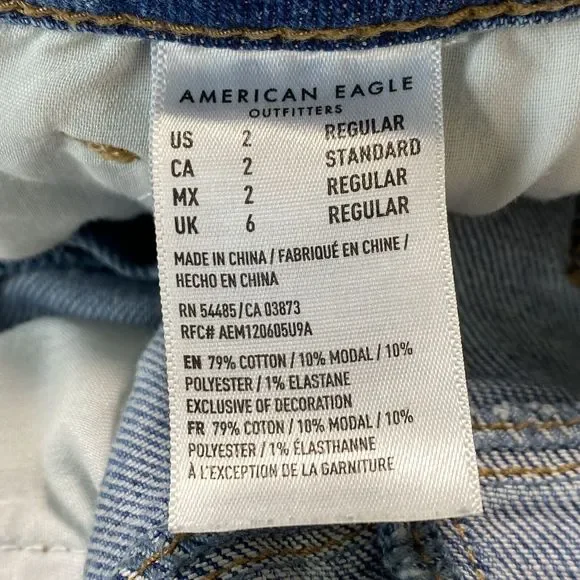 AMERICAN EAGLE
OUTFITTERS
US 2 REGULAR
CA 2 STANDARD
MX 2 REGULAR
UK 6 REGULAR
MADE IN CHINA / FABRIQUÉ EN CHINE /
HECHO EN CHINA
RN 54485 / CA 03873
RFC# AEM120605U9A
EN 79% COTTON / 10% MODAL / 10%
POLYESTER / 1% ELASTANE
EXCLUSIVE OF DECORATION
FR 79% COTON / 10% MODAL / 10%
POLYESTER / 1% ÉLASTHANNE
À L'EXCEPTION DE LA GARNITURE